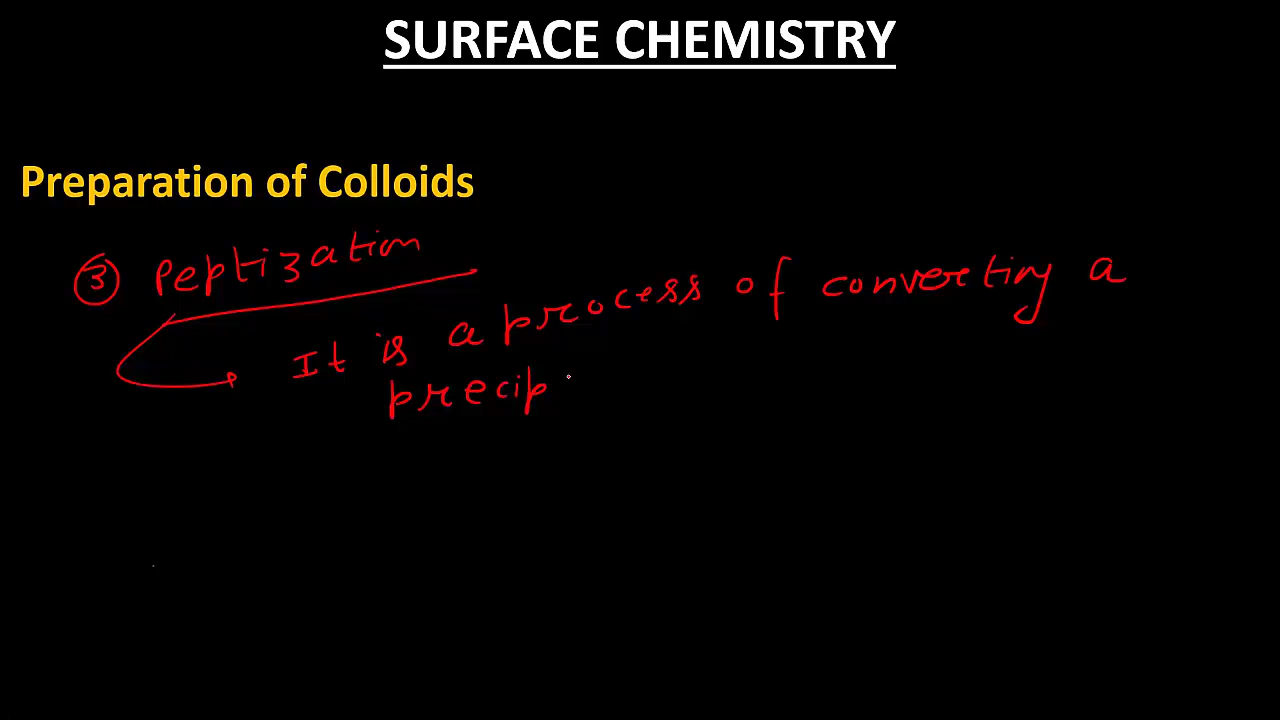 SURFACE CHEMISTRY
Preparation of Colloids
③ Peptization
It is a process of converting a
precip